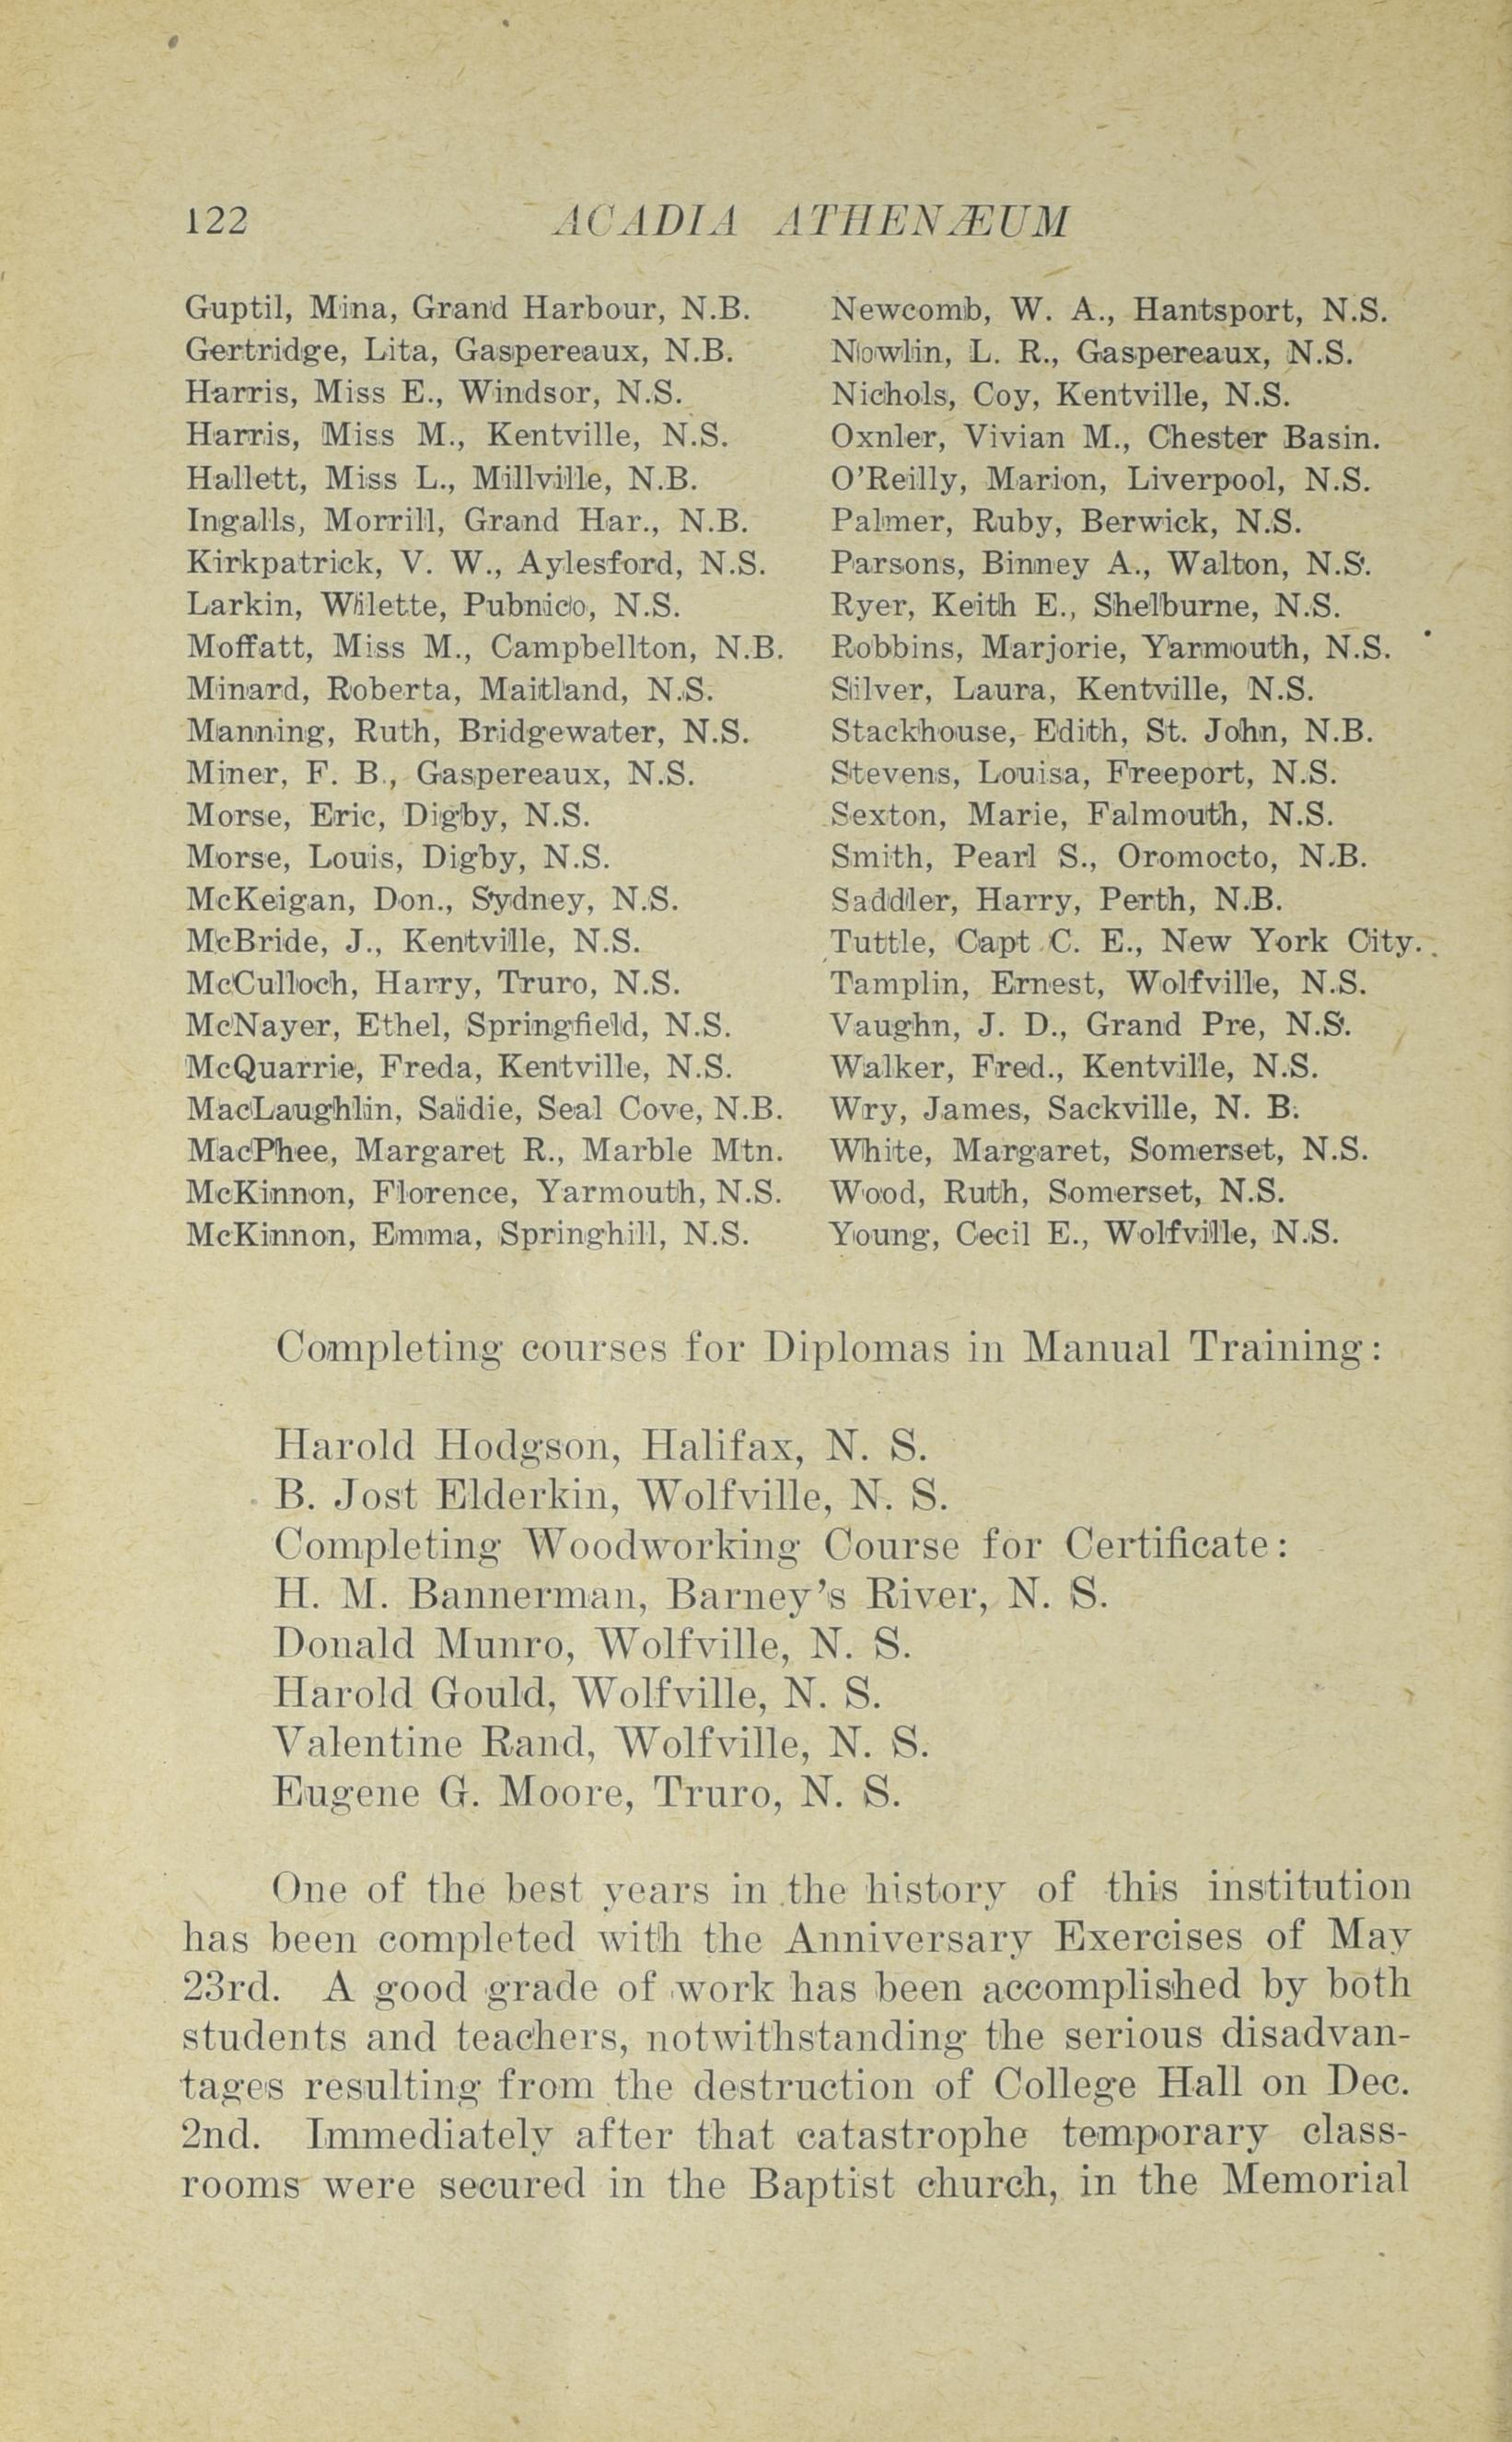 122 ACADIA ATHENÆUM
Guptil, Mina, Grand Harbour, N.B.
Gertridge, Lita, Gaspereaux, N.B.
Harris, Miss E., Windsor, N.S.
Harris, Miss M., Kentville, N.S.
Hallett, Miss L., Millville, N.B.
Ingalls, Morrill, Grand Har., N.B.
Kirkpatrick, V. W., Aylesford, N.S.
Larkin, Wilette, Pubnico, N.S.
Moffatt, Miss M., Campbellton, N.B.
Minard, Roberta, Maitland, N.S.
Manning, Ruth, Bridgewater, N.S.
Miner, F. B., Gaspereaux, N.S.
Morse, Eric, Digby, N.S.
Morse, Louis, Digby, N.S.
McKeigan, Don., Sydney, N.S.
McBride, J., Kentville, N.S.
McCulloch, Harry, Truro, N.S.
McNayer, Ethel, Springfield, N.S.
McQuarrie, Freda, Kentville, N.S.
MacLaughlin, Saidie, Seal Cove, N.B.
MacPhee, Margaret R., Marble Mtn.
McKinnon, Florence, Yarmouth, N.S.
McKinnon, Emma, Springhill, N.S.
Newcomb, W. A., Hantsport, N.S.
Nowlin, L. R., Gaspereaux, N.S.
Nichols, Coy, Kentville, N.S.
Oxnler, Vivian M., Chester Basin.
O'Reilly, Marion, Liverpool, N.S.
Palmer, Ruby, Berwick, N.S.
Parsons, Binney A., Walton, N.S.
Ryer, Keith E., Shelburne, N.S.
Robbins, Marjorie, Yarmouth, N.S.
Silver, Laura, Kentville, N.S.
Stackhouse, Edith, St. John, N.B.
Stevens, Louisa, Freeport, N.S.
Sexton, Marie, Falmouth, N.S.
Smith, Pearl S., Oromocto, N.B.
Saddler, Harry, Perth, N.B.
Tuttle, Capt C. E., New York City.
Tamplin, Ernest, Wolfville, N.S.
Vaughn, J. D., Grand Pre, N.S.
Walker, Fred., Kentville, N.S.
Wry, James, Sackville, N. B.
White, Margaret, Somerset, N.S.
Wood, Ruth, Somerset, N.S.
Young, Cecil E., Wolfville, N.S.
Completing courses for Diplomas in Manual Training:
Harold Hodgson, Halifax, N. S.
B. Jost Elderkin, Wolfville, N. S.
Completing Woodworking Course for Certificate:
H. M. Bannerman, Barney's River, N. S.
Donald Munro, Wolfville, N. S.
Harold Gould, Wolfville, N. S.
Valentine Rand, Wolfville, N. S.
Eugene G. Moore, Truro, N. S.
One of the best years in the history of this institution
has been completed with the Anniversary Exercises of May
23rd. A good grade of work has been accomplished by both
students and teachers, notwithstanding the serious disadvan-
tages resulting from the destruction of College Hall on Dec.
2nd. Immediately after that catastrophe temporary class-
rooms were secured in the Baptist church, in the Memorial